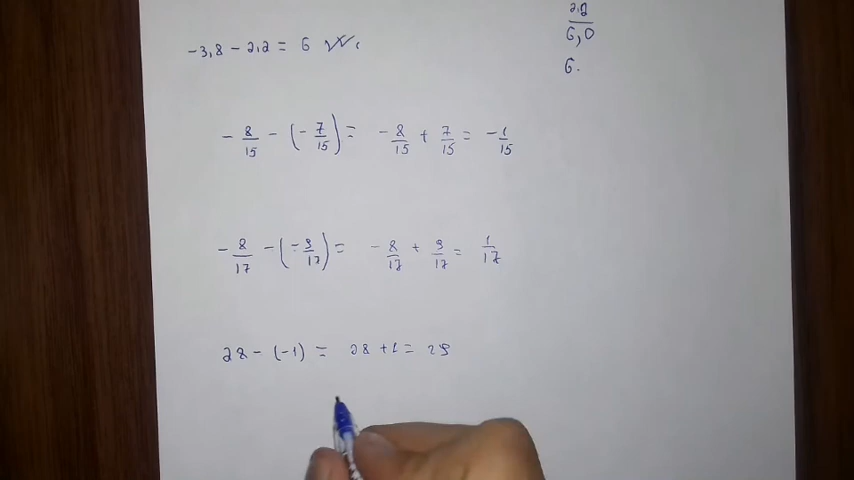 2,2
6,0
6.
-3,8 - 2,2 = 6
- 8/15 - (- 7/15) = - 8/15 + 7/15 = - 1/15
- 8/17 - (- 9/17) = - 8/17 + 9/17 = 1/17
28 - (-1) = 28 + 1 = 29